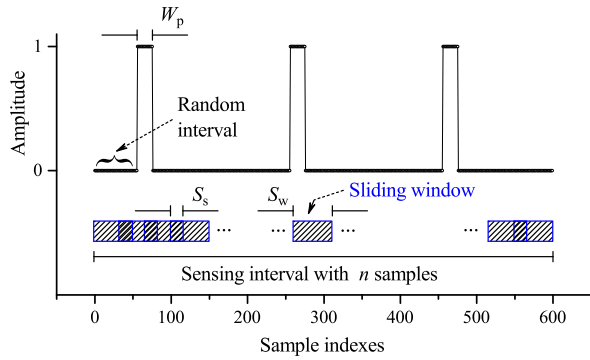 W_p
1
Random
interval
Amplitude
0
S_s
S_w
Sliding window
...
...
...
...
Sensing interval with n samples
0
100
200
300
400
500
600
Sample indexes